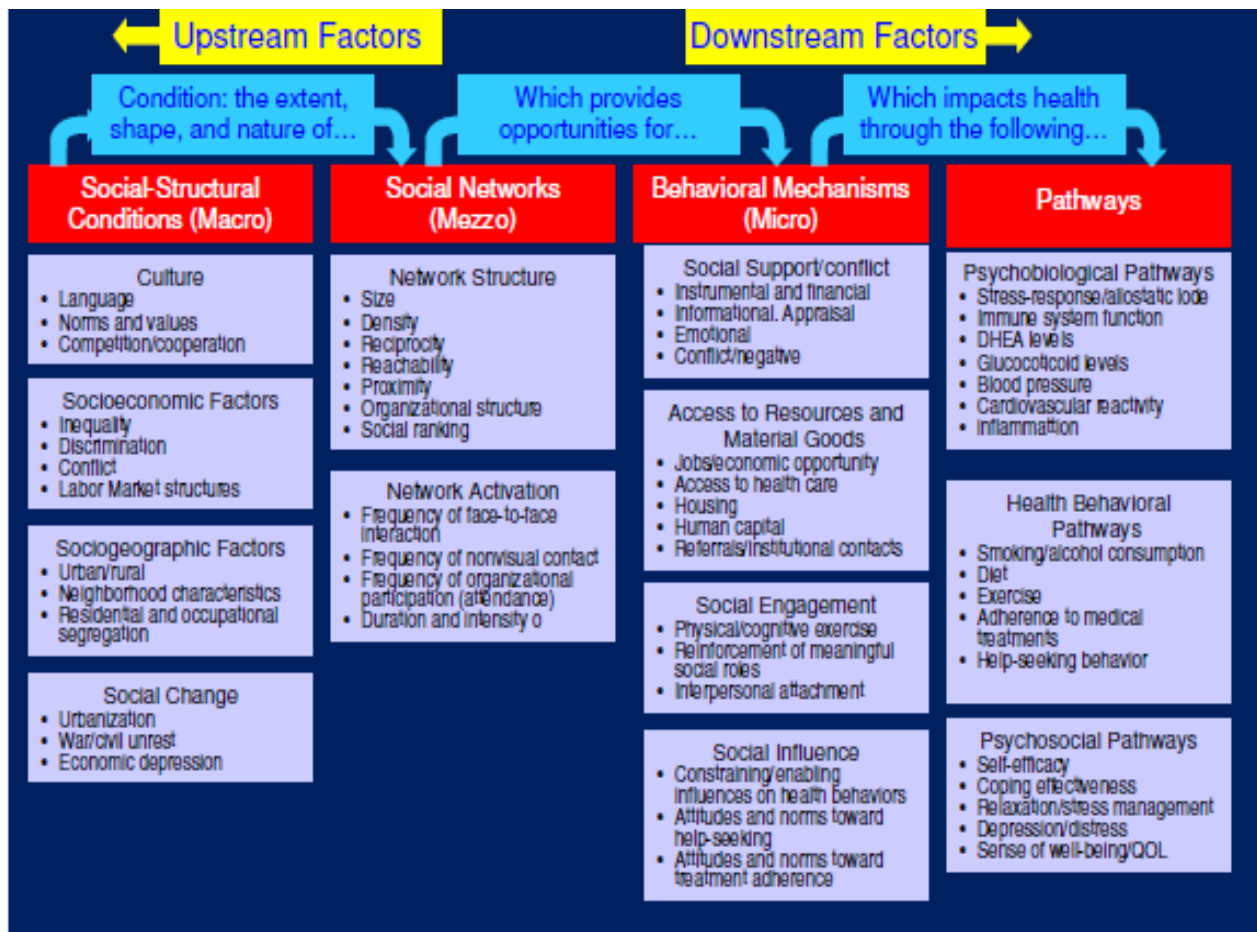 Upstream Factors
Downstream Factors
Condition: the extent,
shape, and nature of…
Which provides
opportunities for…
Which impacts health
through the following…
Social-Structural
Conditions (Macro)
Social Networks
(Mezzo)
Behavioral Mechanisms
(Micro)
Pathways
Culture
• Language
• Norms and values
• Competition/cooperation
Socioeconomic Factors
• Inequality
• Discrimination
• Conflict
• Labor Market structures
Sociogeographic Factors
• Urban/rural
• Neighborhood characteristics
• Residential and occupational
segregation
Social Change
• Urbanization
• War/civil unrest
• Economic depression
Network Structure
• Size
• Density
• Reciprocity
• Reachability
• Proximity
• Organizational structure
• Social ranking
Network Activation
• Frequency of face-to-face
interaction
• Frequency of nonvisual contact
• Frequency of organizational
participation (attendance)
• Duration and intensity o
Social Support/conflict
• Instrumental and financial
• Informational. Appraisal
• Emotional
• Conflict/negative
Access to Resources and
Material Goods
• Jobs/economic opportunity
• Access to health care
• Housing
• Human capital
• Referrals/institutional contacts
Social Engagement
• Physical/cognitive exercise
• Reinforcement of meaningful
social roles
• Interpersonal attachment
Social Influence
• Constraining/enabling
influences on health behaviors
• Attitudes and norms toward
help-seeking
• Attitudes and norms toward
treatment adherence
Psychobiological Pathways
• Stress-response/allostatic lode
• Immune system function
• DHEA levels
• Glucocoticoid levels
• Blood pressure
• Cardiovascular reactivity
• Inflammation
Health Behavioral
Pathways
• Smoking/alcohol consumption
• Diet
• Exercise
• Adherence to medical
treatments
• Help-seeking behavior
Psychosocial Pathways
• Self-efficacy
• Coping effectiveness
• Relaxation/stress management
• Depression/distress
• Sense of well-being/QOL